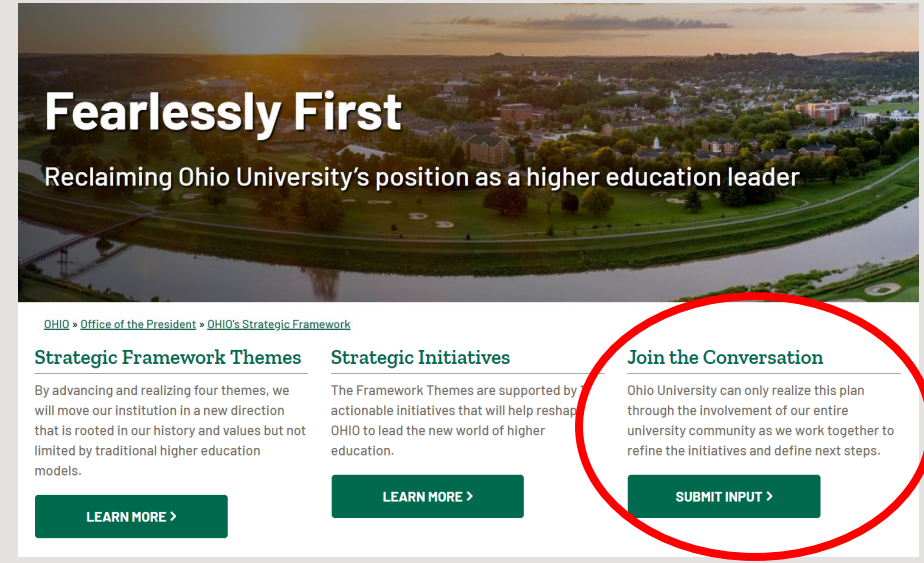 Fearlessly First
Reclaiming Ohio University's position as a higher education leader
OHIO » Office of the President » OHIO's Strategic Framework
Strategic Framework Themes
By advancing and realizing four themes, we
will move our institution in a new direction
that is rooted in our history and values but not
limited by traditional higher education
models.
LEARN MORE >
Strategic Initiatives
The Framework Themes are supported by
actionable initiatives that will help reshap
OHIO to lead the new world of higher
education.
LEARN MORE >
Join the Conversation
Ohio University can only realize this plan
through the involvement of our entire
university community as we work together to
refine the initiatives and define next steps.
SUBMIT INPUT >